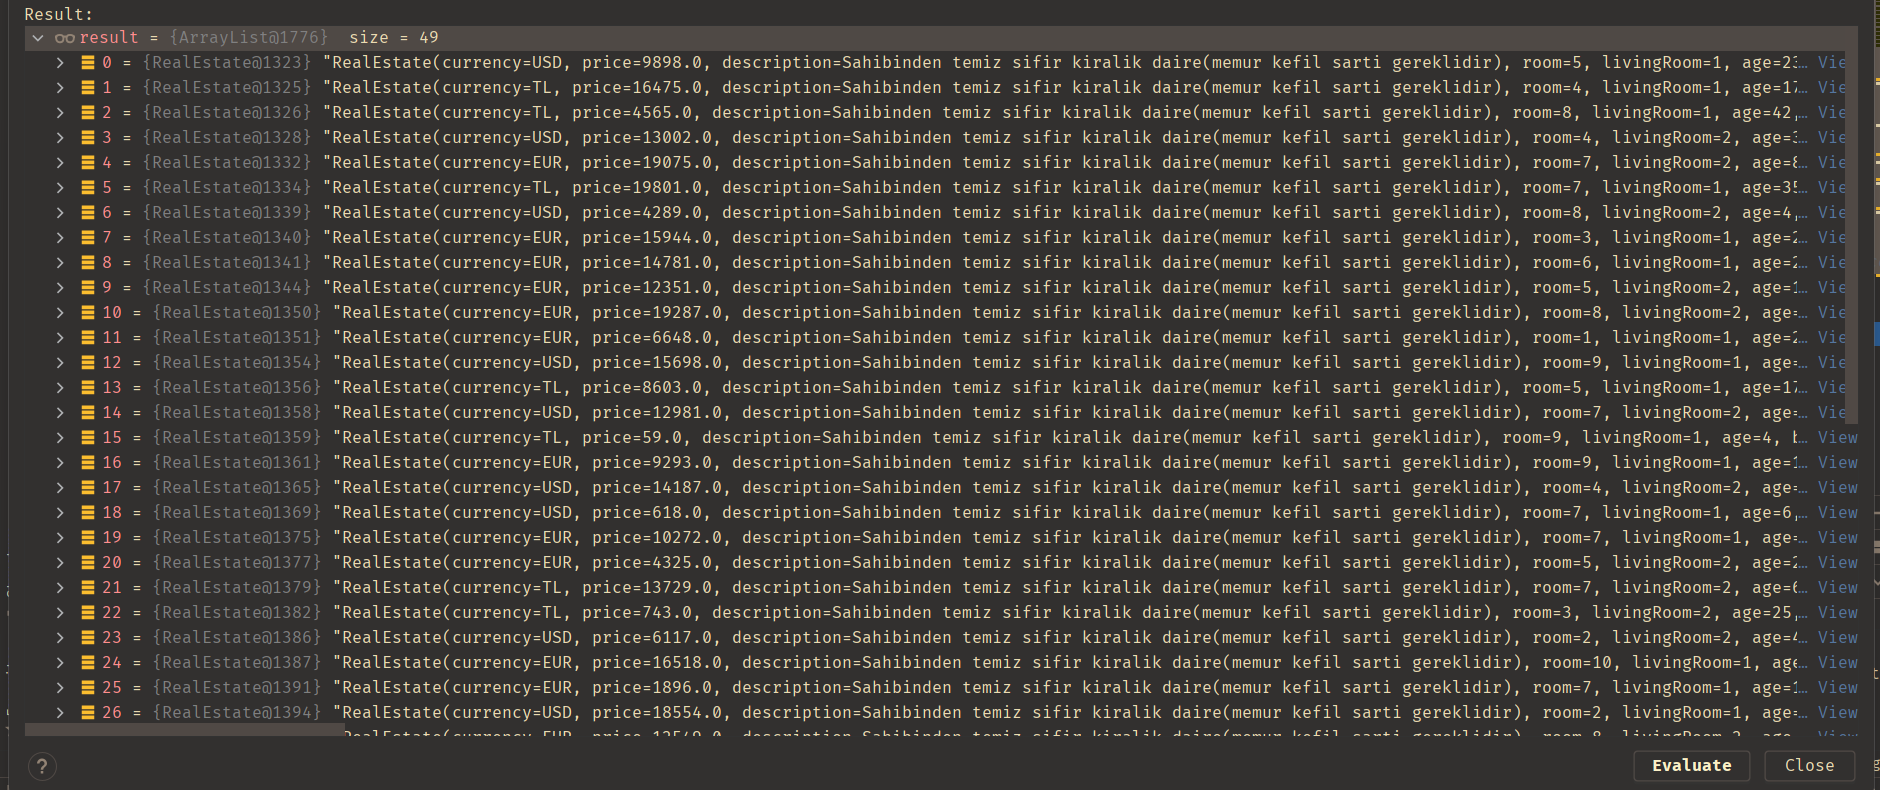 Result:
result = {ArrayList@1776} size = 49
0 = {RealEstate@1323} "RealEstate(currency=USD, price=9898.0, description=Sahibinden temiz sifir kiralik daire(memur kefil sarti gereklidir), room=5, livingRoom=1, age=23… Vie
1 = {RealEstate@1325} "RealEstate(currency=TL, price=16475.0, description=Sahibinden temiz sifir kiralik daire(memur kefil sarti gereklidir), room=4, livingRoom=1, age=17… Vie
2 = {RealEstate@1326} "RealEstate(currency=TL, price=4565.0, description=Sahibinden temiz sifir kiralik daire(memur kefil sarti gereklidir), room=8, livingRoom=1, age=42,… Vie
3 = {RealEstate@1328} "RealEstate(currency=USD, price=13002.0, description=Sahibinden temiz sifir kiralik daire(memur kefil sarti gereklidir), room=4, livingRoom=2, age=3… Vie
4 = {RealEstate@1332} "RealEstate(currency=EUR, price=19075.0, description=Sahibinden temiz sifir kiralik daire(memur kefil sarti gereklidir), room=7, livingRoom=2, age=8… Vie
5 = {RealEstate@1334} "RealEstate(currency=TL, price=19801.0, description=Sahibinden temiz sifir kiralik daire(memur kefil sarti gereklidir), room=7, livingRoom=1, age=35… Vie
6 = {RealEstate@1339} "RealEstate(currency=USD, price=4289.0, description=Sahibinden temiz sifir kiralik daire(memur kefil sarti gereklidir), room=8, livingRoom=2, age=4,… Vie
7 = {RealEstate@1340} "RealEstate(currency=EUR, price=15944.0, description=Sahibinden temiz sifir kiralik daire(memur kefil sarti gereklidir), room=3, livingRoom=1, age=2… Vie
8 = {RealEstate@1341} "RealEstate(currency=EUR, price=14781.0, description=Sahibinden temiz sifir kiralik daire(memur kefil sarti gereklidir), room=6, livingRoom=1, age=2… Vie
9 = {RealEstate@1344} "RealEstate(currency=EUR, price=12351.0, description=Sahibinden temiz sifir kiralik daire(memur kefil sarti gereklidir), room=5, livingRoom=2, age=1… Vie
10 = {RealEstate@1350} "RealEstate(currency=EUR, price=19287.0, description=Sahibinden temiz sifir kiralik daire(memur kefil sarti gereklidir), room=8, livingRoom=2, age=… Vie
11 = {RealEstate@1351} "RealEstate(currency=EUR, price=6648.0, description=Sahibinden temiz sifir kiralik daire(memur kefil sarti gereklidir), room=1, livingRoom=1, age=2… Vie
12 = {RealEstate@1354} "RealEstate(currency=USD, price=15698.0, description=Sahibinden temiz sifir kiralik daire(memur kefil sarti gereklidir), room=9, livingRoom=1, age=… Vie
13 = {RealEstate@1356} "RealEstate(currency=TL, price=8603.0, description=Sahibinden temiz sifir kiralik daire(memur kefil sarti gereklidir), room=5, livingRoom=1, age=17… Vie
14 = {RealEstate@1358} "RealEstate(currency=USD, price=12981.0, description=Sahibinden temiz sifir kiralik daire(memur kefil sarti gereklidir), room=7, livingRoom=2, age=… Vie
15 = {RealEstate@1359} "RealEstate(currency=TL, price=59.0, description=Sahibinden temiz sifir kiralik daire(memur kefil sarti gereklidir), room=9, livingRoom=1, age=4, b… View
16 = {RealEstate@1361} "RealEstate(currency=EUR, price=9293.0, description=Sahibinden temiz sifir kiralik daire(memur kefil sarti gereklidir), room=9, livingRoom=1, age=1… View
17 = {RealEstate@1365} "RealEstate(currency=USD, price=14187.0, description=Sahibinden temiz sifir kiralik daire(memur kefil sarti gereklidir), room=4, livingRoom=2, age=… View
18 = {RealEstate@1369} "RealEstate(currency=USD, price=618.0, description=Sahibinden temiz sifir kiralik daire(memur kefil sarti gereklidir), room=7, livingRoom=1, age=6,… View
19 = {RealEstate@1375} "RealEstate(currency=EUR, price=10272.0, description=Sahibinden temiz sifir kiralik daire(memur kefil sarti gereklidir), room=7, livingRoom=1, age=… View
20 = {RealEstate@1377} "RealEstate(currency=EUR, price=4325.0, description=Sahibinden temiz sifir kiralik daire(memur kefil sarti gereklidir), room=5, livingRoom=2, age=2… View
21 = {RealEstate@1379} "RealEstate(currency=TL, price=13729.0, description=Sahibinden temiz sifir kiralik daire(memur kefil sarti gereklidir), room=7, livingRoom=2, age=6… View
22 = {RealEstate@1382} "RealEstate(currency=TL, price=743.0, description=Sahibinden temiz sifir kiralik daire(memur kefil sarti gereklidir), room=3, livingRoom=2, age=25,… View
23 = {RealEstate@1386} "RealEstate(currency=USD, price=6117.0, description=Sahibinden temiz sifir kiralik daire(memur kefil sarti gereklidir), room=2, livingRoom=2, age=4… View
24 = {RealEstate@1387} "RealEstate(currency=EUR, price=16518.0, description=Sahibinden temiz sifir kiralik daire(memur kefil sarti gereklidir), room=10, livingRoom=1, age… View
25 = {RealEstate@1391} "RealEstate(currency=EUR, price=1896.0, description=Sahibinden temiz sifir kiralik daire(memur kefil sarti gereklidir), room=7, livingRoom=1, age=1… View
26 = {RealEstate@1394} "RealEstate(currency=USD, price=18554.0, description=Sahibinden temiz sifir kiralik daire(memur kefil sarti gereklidir), room=2, livingRoom=1, age=… View
? Evaluate Close